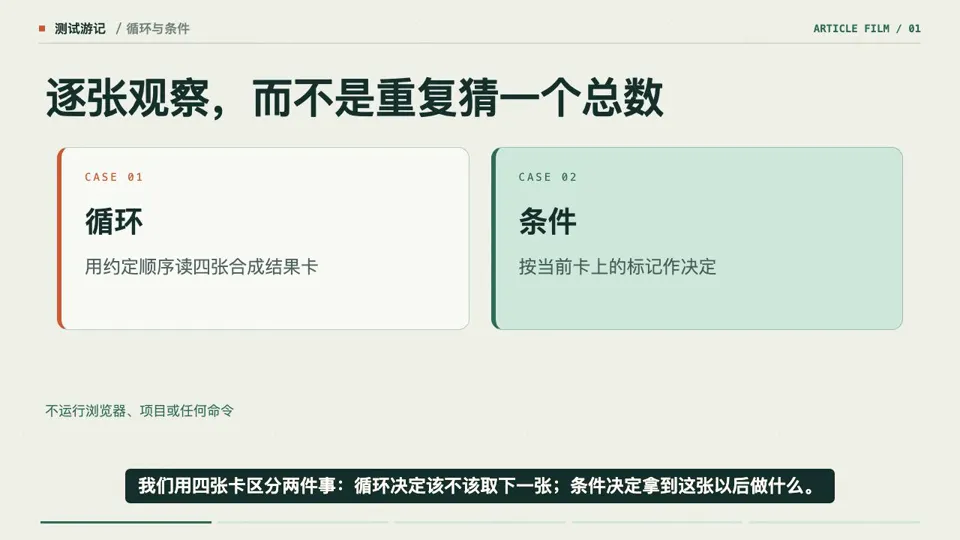 测试游记 / 循环与条件
ARTICLE FILM / 01
逐张观察，而不是重复猜一个总数
CASE 01
循环
用约定顺序读四张合成结果卡
CASE 02
条件
按当前卡上的标记作决定
不运行浏览器、项目或任何命令
我们用四张卡区分两件事：循环决定该不该取下一张；条件决定拿到这张以后做什么。